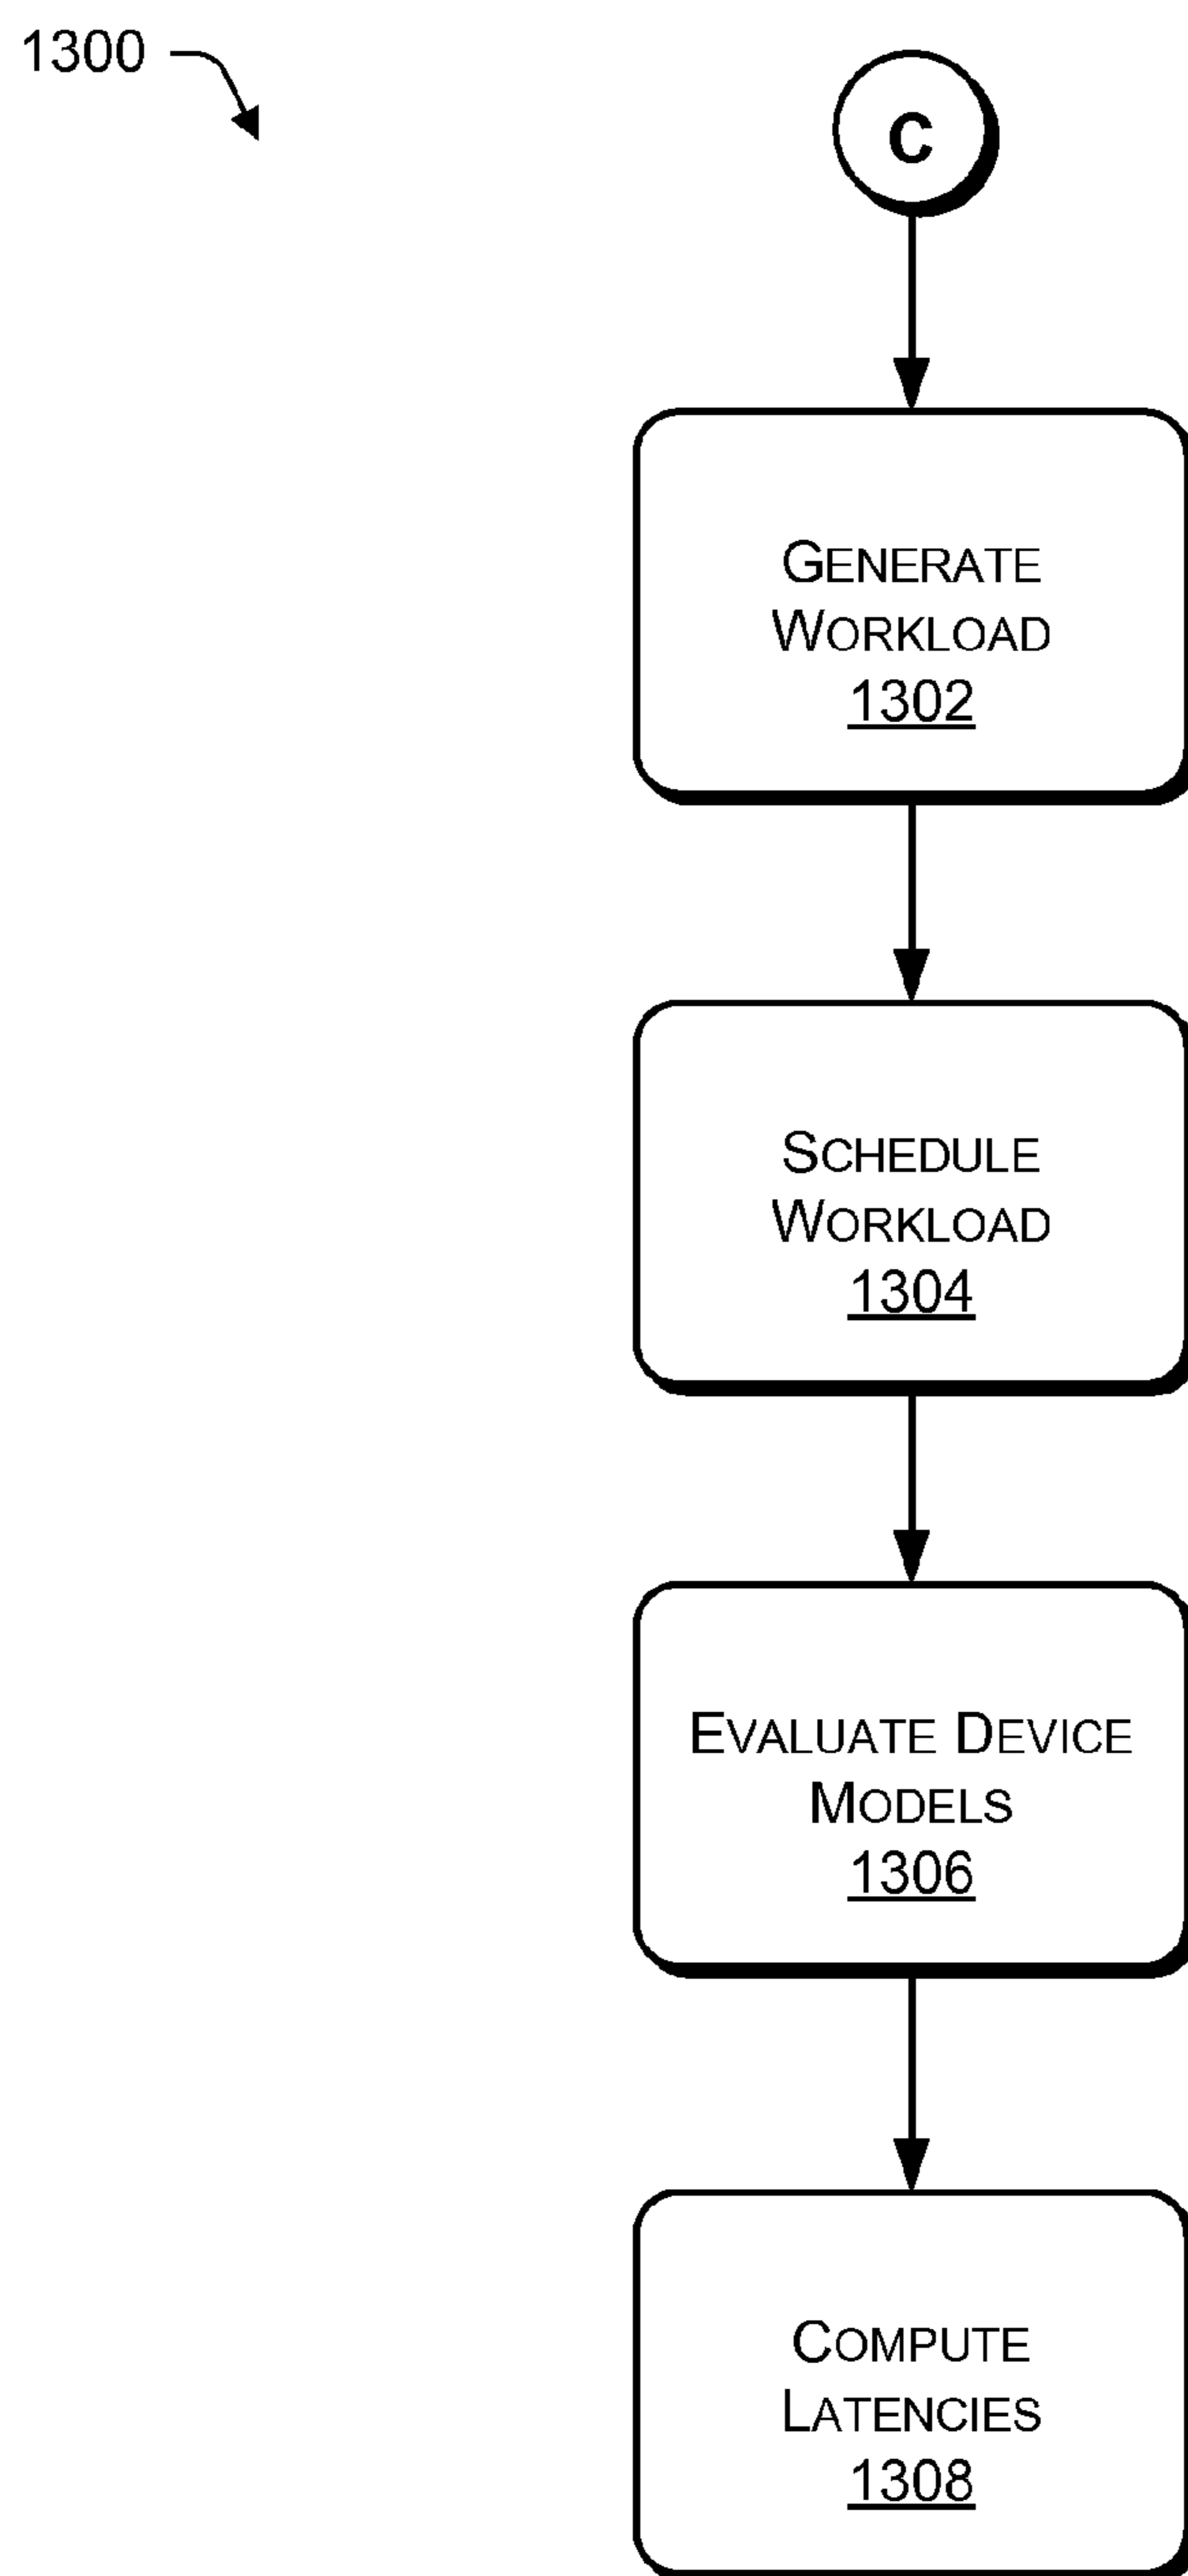 1300
C
GENERATE
WORKLOAD
1302
SCHEDULE
WORKLOAD
1304
EVALUATE DEVICE
MODELS
1306
COMPUTE
LATENCIES
1308